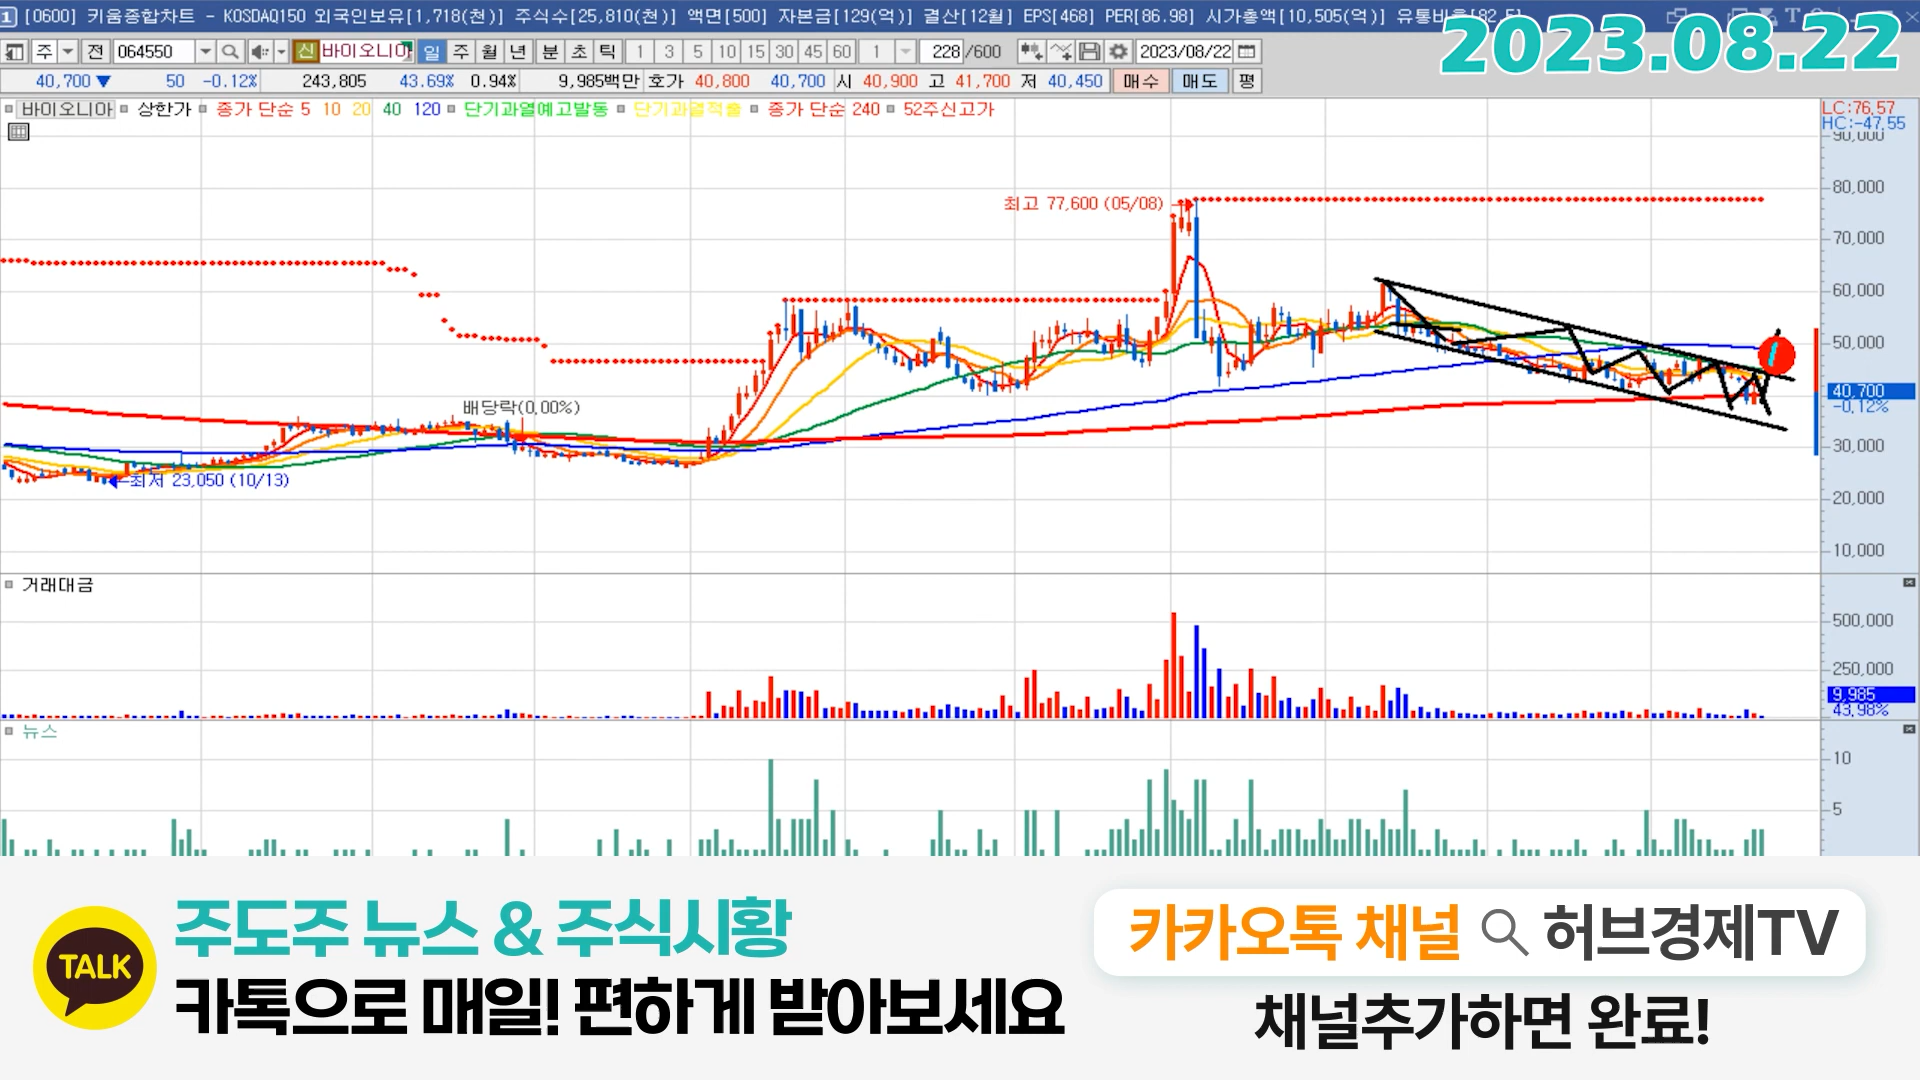 [0600] 키움종합차트 - KOSDAQ150 외국인보유[1,718(천)] 주식수[25,810(천)] 액면[500] 자본금[129(억)] 결산[12월] EPS[468] PER[86.98] 시가총액[10,505(억)] 유통비율[82.5]
2023.08.22
주 전 064550 신 바이오니아 일 주 월 년 분 초 틱 1 3 5 10 15 30 45 60 1 228 /600 2023/08/22
40,700 ▼ 50 -0.12% 243,805 43.69% 0.94% 9,985백만 호가 40,800 40,700 시 40,900 고 41,700 저 40,450 매수 매도 평
바이오니아 상한가 종가 단순 5 10 20 40 120 단기과열예고발동 단기과열적출 종가 단순 240 52주신고가
LC:76.57
HC:-47.55
90,000
80,000
최고 77,600 (05/08)
70,000
60,000
50,000
40,700
-0.12%
배당락(0,00%)
30,000
최저 23,050 (10/13)
20,000
10,000
거래대금
500,000
250,000
9,985
43.98%
뉴스
10
5
TALK
주도주 뉴스 & 주식시황
카톡으로 매일! 편하게 받아보세요
카카오톡 채널 허브경제TV
채널추가하면 완료!